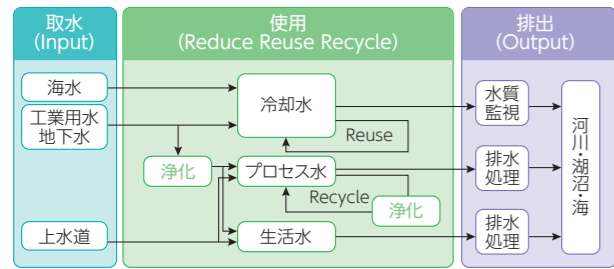 取水
(Input)
海水
工業用水
地下水
上水道
使用
(Reduce Reuse Recycle)
冷却水
Reuse
浄化
プロセス水
Recycle
浄化
生活水
排出
(Output)
水質
監視
排水
処理
排水
処理
河川・湖沼・海